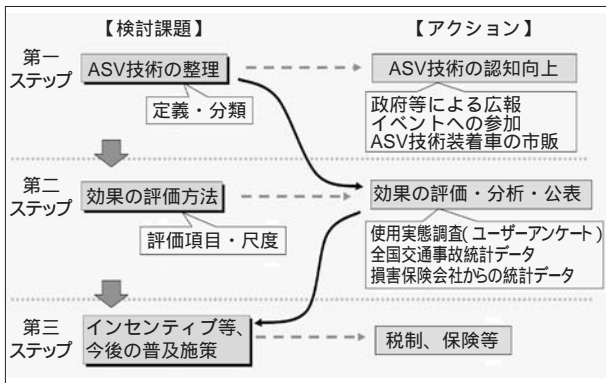 【検討課題】
【アクション】
第一
ステップ
ASV技術の整理
定義・分類
ASV技術の認知向上
政府等による広報
イベントへの参加
ASV技術装着車の市販
第二
ステップ
効果の評価方法
評価項目・尺度
効果の評価・分析・公表
使用実態調査(ユーザーアンケート)
全国交通事故統計データ
損害保険会社からの統計データ
第三
ステップ
インセンティブ等、
今後の普及施策
税制、保険等